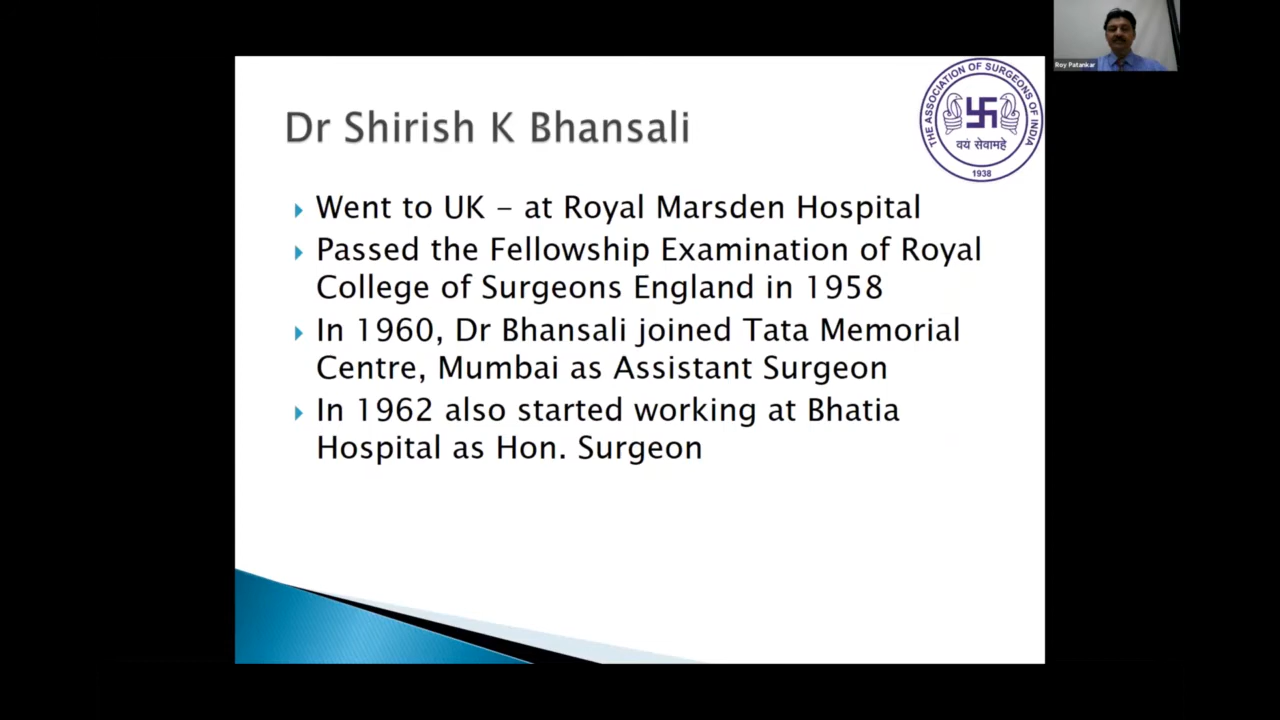 Roy Patankar
THE ASSOCIATION OF SURGEONS OF INDIA
वयं सेवामहे
1938
Dr Shirish K Bhansali
Went to UK – at Royal Marsden Hospital
Passed the Fellowship Examination of Royal
College of Surgeons England in 1958
In 1960, Dr Bhansali joined Tata Memorial
Centre, Mumbai as Assistant Surgeon
In 1962 also started working at Bhatia
Hospital as Hon. Surgeon